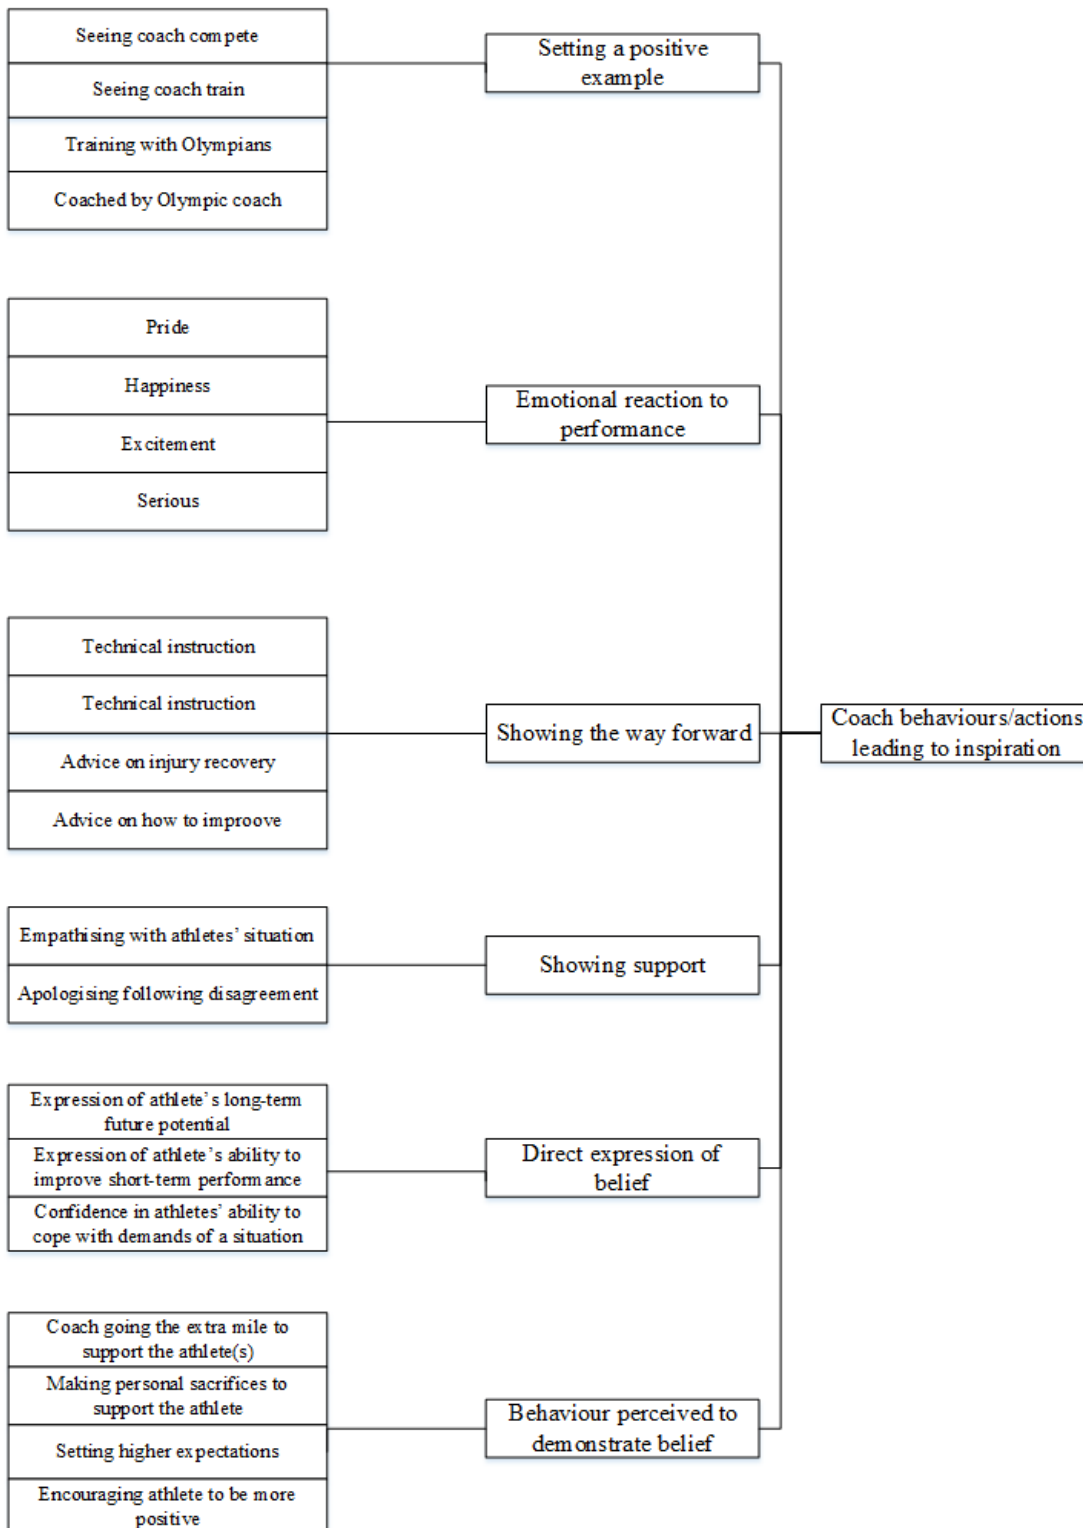 Seeing coach compete
Seeing coach train
Training with Olympians
Coached by Olympic coach
Setting a positive
example
Pride
Happiness
Excitement
Serious
Emotional reaction to
performance
Technical instruction
Technical instruction
Advice on injury recovery
Advice on how to improove
Showing the way forward
Coach behaviours/actions
leading to inspiration
Empathising with athletes’ situation
Apologising following disagreement
Showing support
Expression of athlete’s long-term
future potential
Expression of athlete’s ability to
improve short-term performance
Confidence in athletes’ ability to
cope with demands of a situation
Direct expression of
belief
Coach going the extra mile to
support the athlete(s)
Making personal sacrifices to
support the athlete
Setting higher expectations
Encouraging athlete to be more
positive
Behaviour perceived to
demonstrate belief